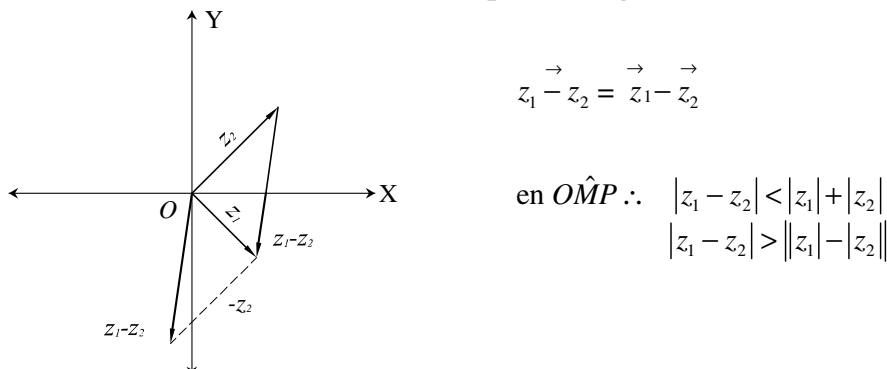 Y
z₁ − z₂ = z₁ − z₂
z₂
X
O
z₁
en OM̂P ∴ |z₁ − z₂| < |z₁| + |z₂|
z₁-z₂
|z₁ − z₂| > ||z₁| − |z₂||
-z₂
z₁-z₂